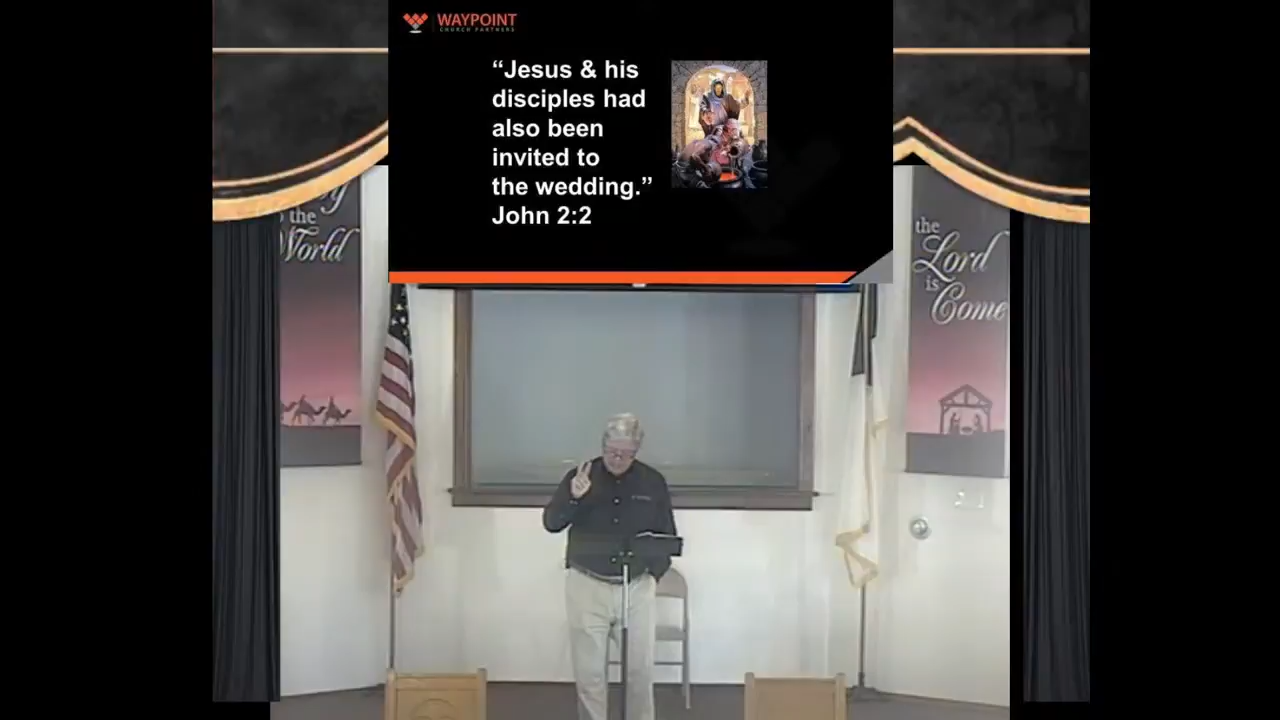 WAYPOINT
CHURCH PARTNERS
“Jesus & his
disciples had
also been
invited to
the wedding.”
John 2:2
the
World
the
Lord
is
Come